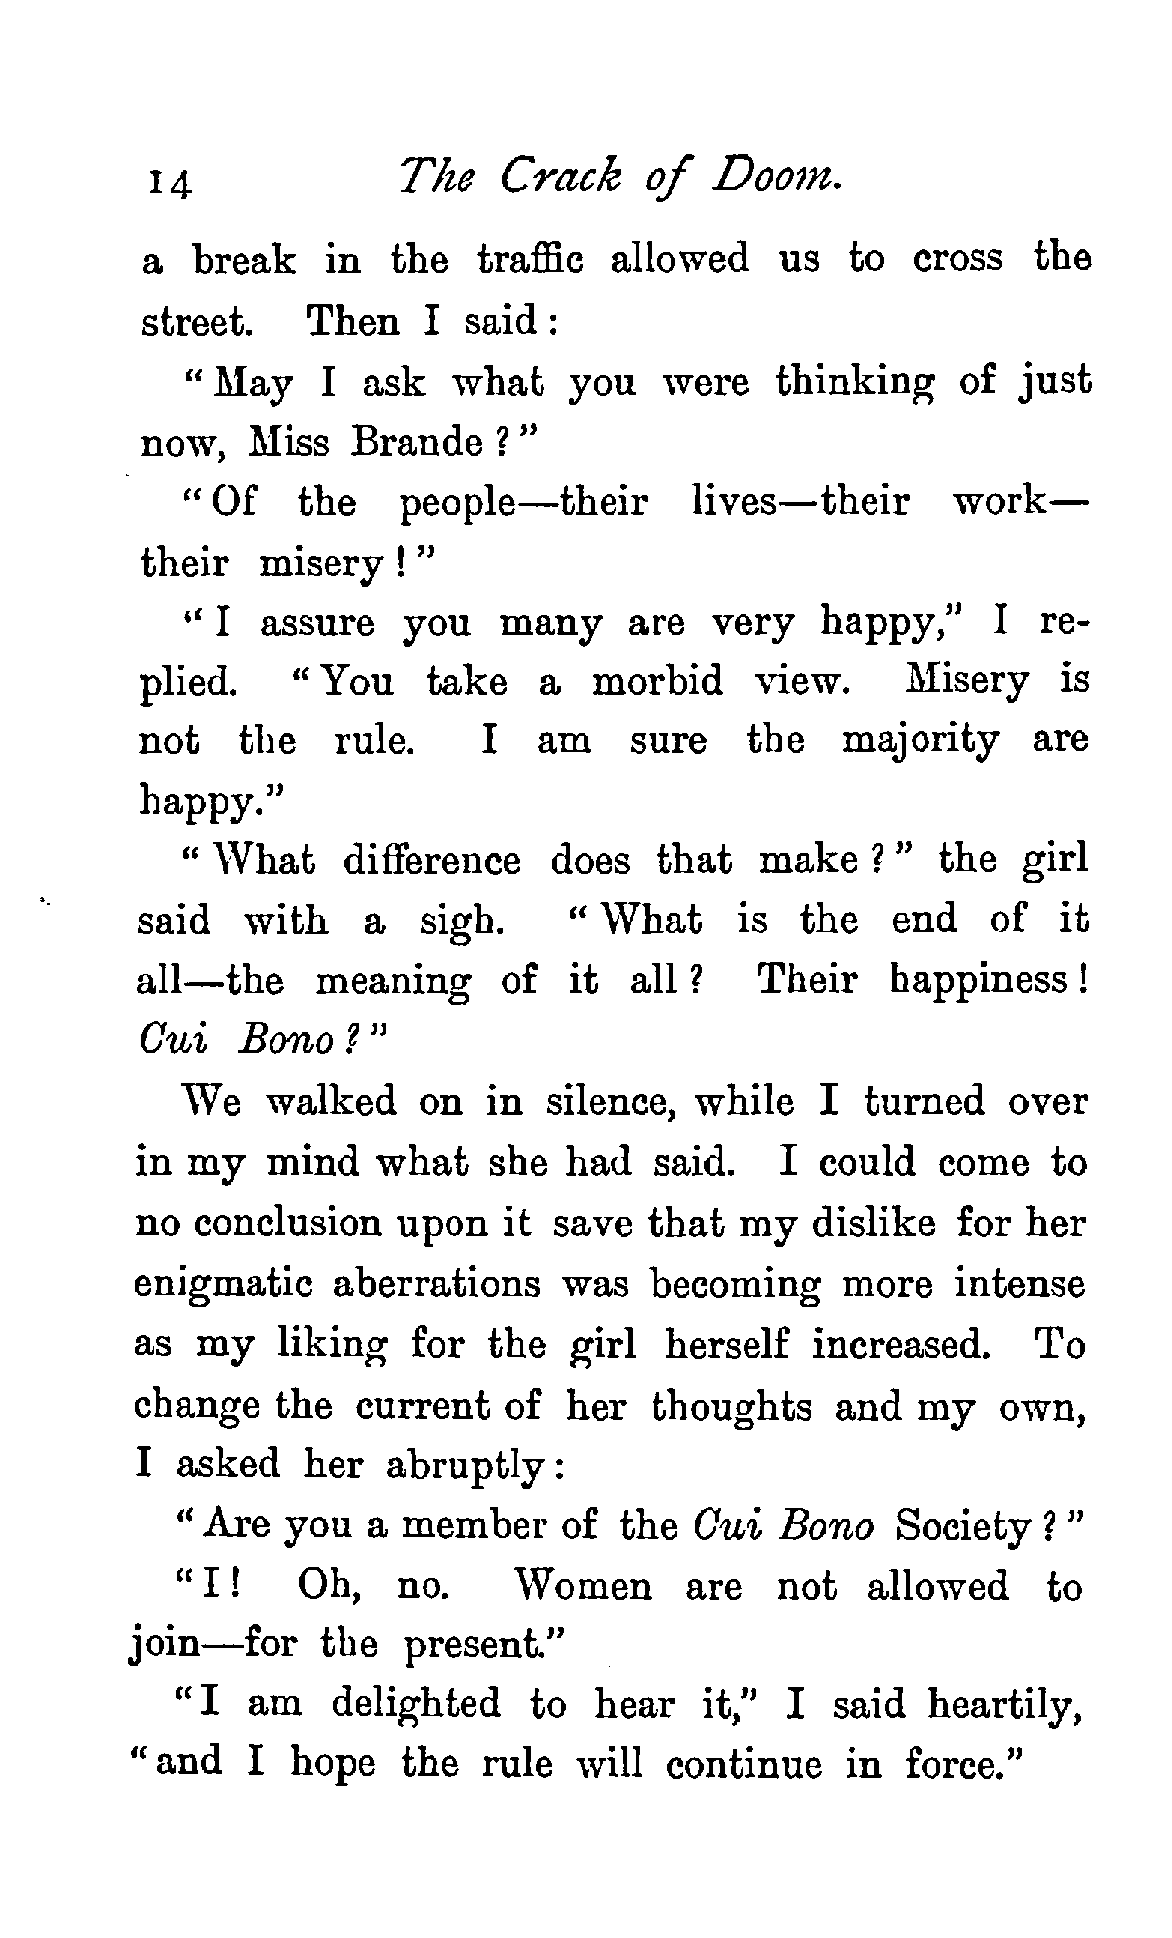 14 The Crack of Doom.
a break in the traffic allowed us to cross the
street. Then I said :
" May I ask what you were thinking of just
now, Miss Brande ? "
" Of the people—their lives—their work—
their misery ! "
" I assure you many are very happy," I re-
plied. " You take a morbid view. Misery is
not the rule. I am sure the majority are
happy."
" What difference does that make ? " the girl
said with a sigh. " What is the end of it
all—the meaning of it all ? Their happiness !
Cui Bono ? "
We walked on in silence, while I turned over
in my mind what she had said. I could come to
no conclusion upon it save that my dislike for her
enigmatic aberrations was becoming more intense
as my liking for the girl herself increased. To
change the current of her thoughts and my own,
I asked her abruptly :
" Are you a member of the Cui Bono Society ? "
" I ! Oh, no. Women are not allowed to
join—for the present."
" I am delighted to hear it," I said heartily,
" and I hope the rule will continue in force."